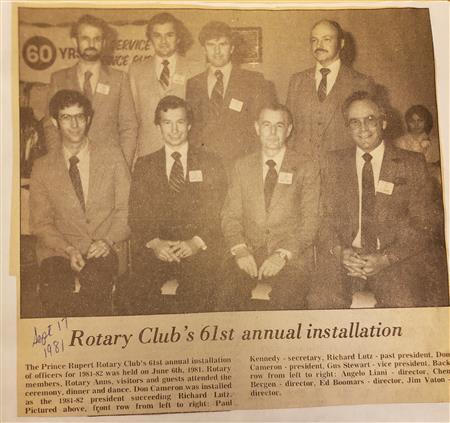 60 YRS SERVICE
SINCE
Sept 17
1981
Rotary Club's 61st annual installation
The Prince Rupert Rotary Club's 61st annual installation
of officers for 1981-82 was held on June 6th, 1981. Rotary
members, Rotary Anns, visitors and guests attended the
ceremony, dinner and dance. Don Cameron was installed
as the 1981-82 president succeeding Richard Lutz.
Pictured above, front row from left to right: Paul
Kennedy - secretary, Richard Lutz - past president, Don
Cameron - president, Gus Stewart - vice president. Back
row from left to right: Angelo Liani - director, Chen
Bergen - director, Ed Boomars - director, Jim Vaton -
director.